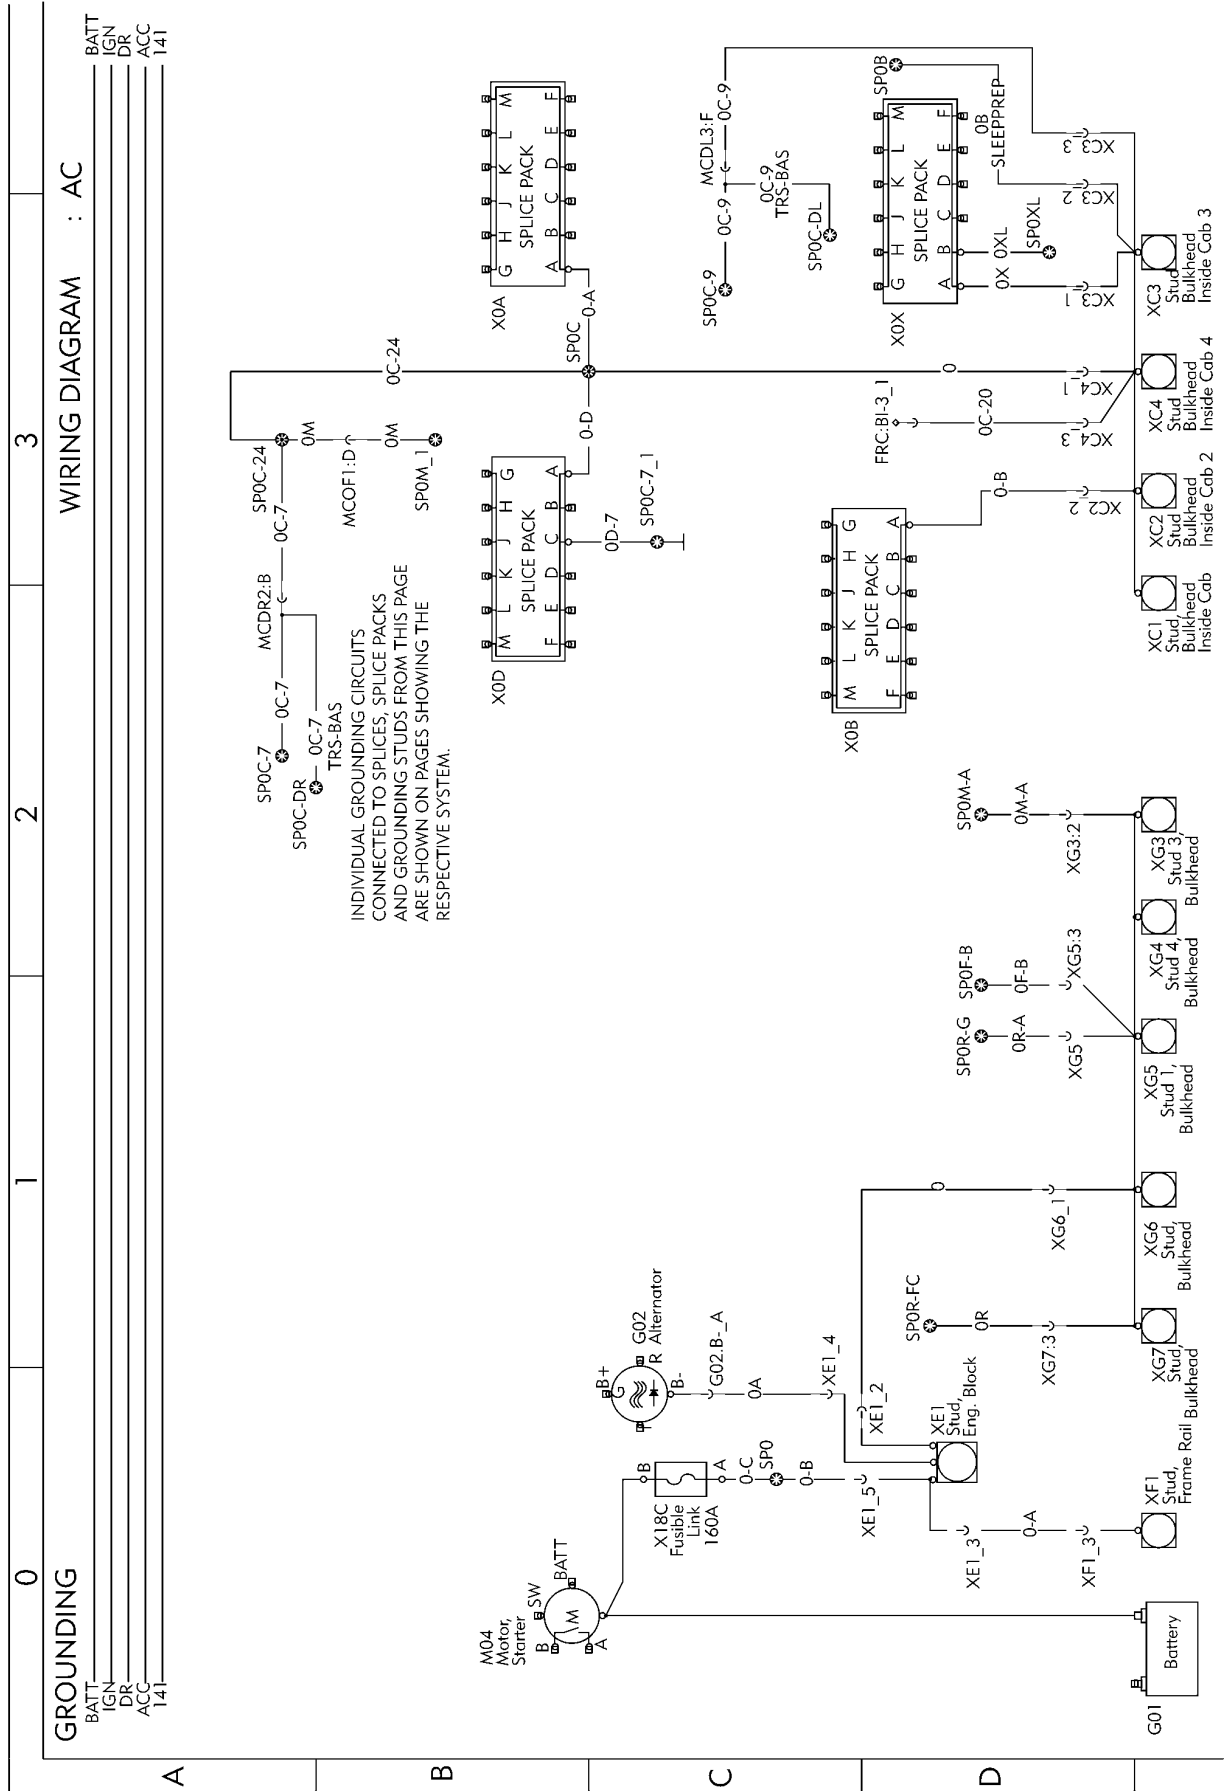 0
1
2
3
GROUNDING
WIRING DIAGRAM : AC
BATT
IGN
DR
ACC
141
BATT
IGN
DR
ACC
141
A
B
C
D
SP0C-7
0C-7
MCDR2:B
0C-7
SP0C-24
SP0C-DR
0C-7
TRS-BAS
0M
MCOF1:D
0M
SP0M_1
0C-24
INDIVIDUAL GROUNDING CIRCUITS
CONNECTED TO SPLICES, SPLICE PACKS
AND GROUNDING STUDS FROM THIS PAGE
ARE SHOWN ON PAGES SHOWING THE
RESPECTIVE SYSTEM.
X0D
M L K J H G
SPLICE PACK
F E D C B A
0-D
SP0C
0-A
0D-7
SP0C-7_1
X0A
G H J K L M
SPLICE PACK
A B C D E F
M04
Motor,
Starter
SW
BATT
B
M
A
X18C
Fusible
Link
160A
B
A
0-C
SP0
0-B
XE1_5
B+
G
G02
R Alternator
B-
G02.B-_A
0A
XE1_4
XE1_2
XE1
Stud,
Eng. Block
XE1_3
0-A
XF1_3
XF1
Stud,
Frame Rail
G01
Battery
SP0R-FC
0R
XG7:3
XG7
Stud,
Bulkhead
0
XG6_1
XG6
Stud,
Bulkhead
SP0R-G
0R-A
XG5
SP0F-B
0F-B
XG5:3
XG5
Stud 1,
Bulkhead
XG4
Stud 4,
Bulkhead
SP0M-A
0M-A
XG3:2
XG3
Stud 3,
Bulkhead
X0B
M L K J H G
SPLICE PACK
F E D C B A
0-B
XC2_2
XC1
Stud,
Bulkhead
Inside Cab
XC2
Stud
Bulkhead
Inside Cab 2
FRC:BI-3_1
0C-20
XC4_3
0
XC4_1
XC4
Stud
Bulkhead
Inside Cab 4
SP0C-9
0C-9
MCDL3:F
0C-9
0C-9
TRS-BAS
SP0C-DL
X0X
G H J K L M
SPLICE PACK
A B C D E F
SP0B
0B
SLEEPPREP
0X
0XL
SP0XL
XC3_1
XC3_2
XC3_3
XC3
Stud
Bulkhead
Inside Cab 3